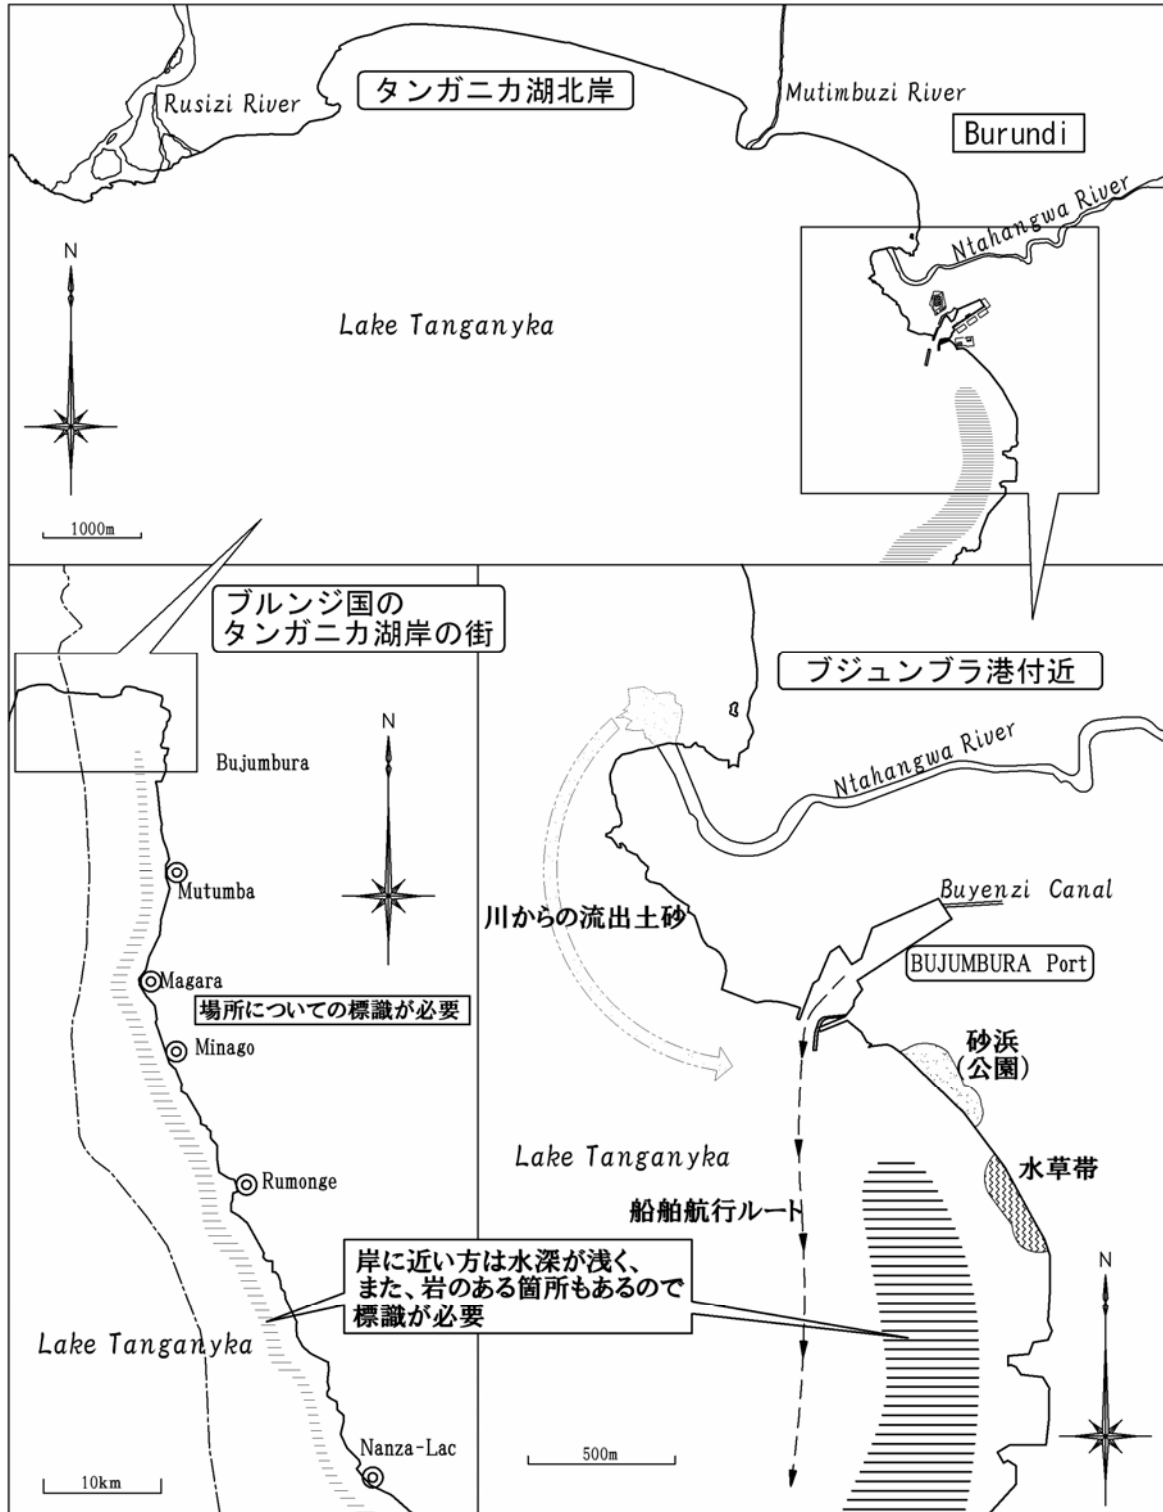 タンガニカ湖北岸
Rusizi River
Mutimbuzi River
Burundi
Ntahangwa River
N
Lake Tanganyka
1000m
ブルンジ国の
タンガニカ湖岸の街
N
Bujumbura
Mutumba
Magara
場所についての標識が必要
Minago
Rumonge
Lake Tanganyka
Nanza-Lac
10km
ブジュンブラ港付近
Ntahangwa River
川からの流出土砂
Buyenzi Canal
BUJUMBURA Port
砂浜
(公園)
Lake Tanganyka
水草帯
船舶航行ルート
岸に近い方は水深が浅く、
また、岩のある箇所もあるので
標識が必要
N
500m